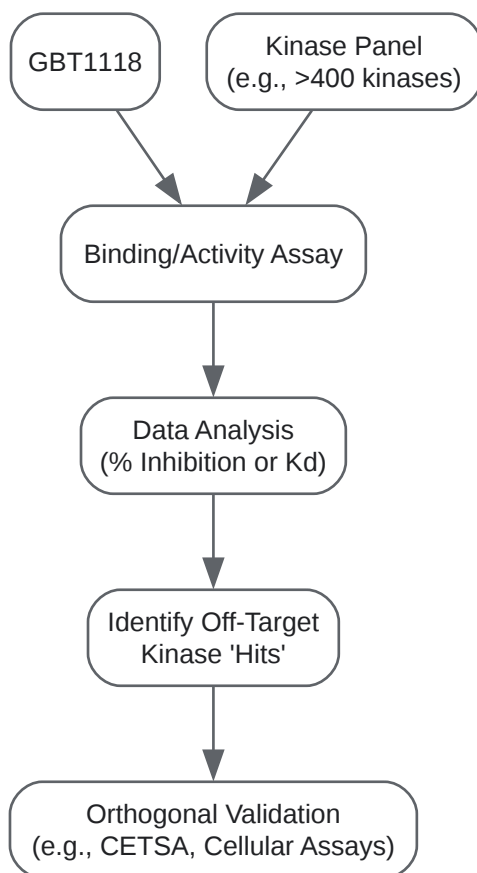 GBT1118
Kinase Panel
(e.g., >400 kinases)
Binding/Activity Assay
Data Analysis
(% Inhibition or Kd)
Identify Off-Target
Kinase 'Hits'
Orthogonal Validation
(e.g., CETSA, Cellular Assays)